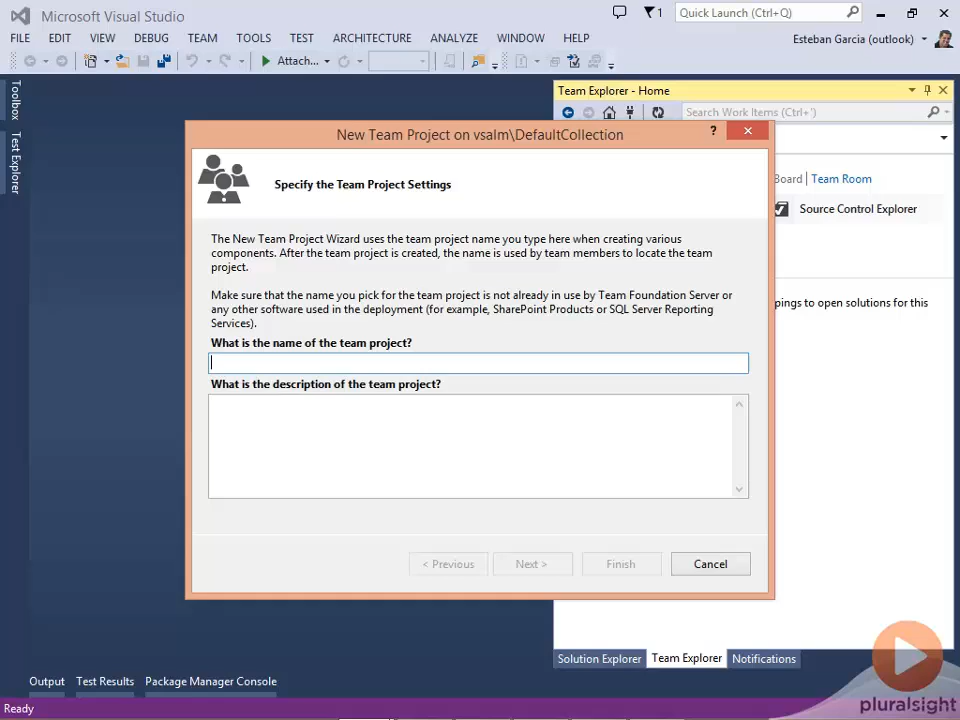 Microsoft Visual Studio
1
Quick Launch (Ctrl+Q)
FILE EDIT VIEW DEBUG TEAM TOOLS TEST ARCHITECTURE ANALYZE WINDOW HELP
Esteban Garcia (outlook)
Attach...
Toolbox
Test Explorer
Team Explorer - Home
Search Work Items (Ctrl+')
New Team Project on vsalm\DefaultCollection
?
Specify the Team Project Settings
Board | Team Room
Source Control Explorer
The New Team Project Wizard uses the team project name you type here when creating various
components. After the team project is created, the name is used by team members to locate the team
project.
Make sure that the name you pick for the team project is not already in use by Team Foundation Server or
any other software used in the deployment (for example, SharePoint Products or SQL Server Reporting
Services).
pings to open solutions for this
What is the name of the team project?
What is the description of the team project?
< Previous
Next >
Finish
Cancel
Solution Explorer Team Explorer Notifications
Output Test Results Package Manager Console
Ready
pluralsight